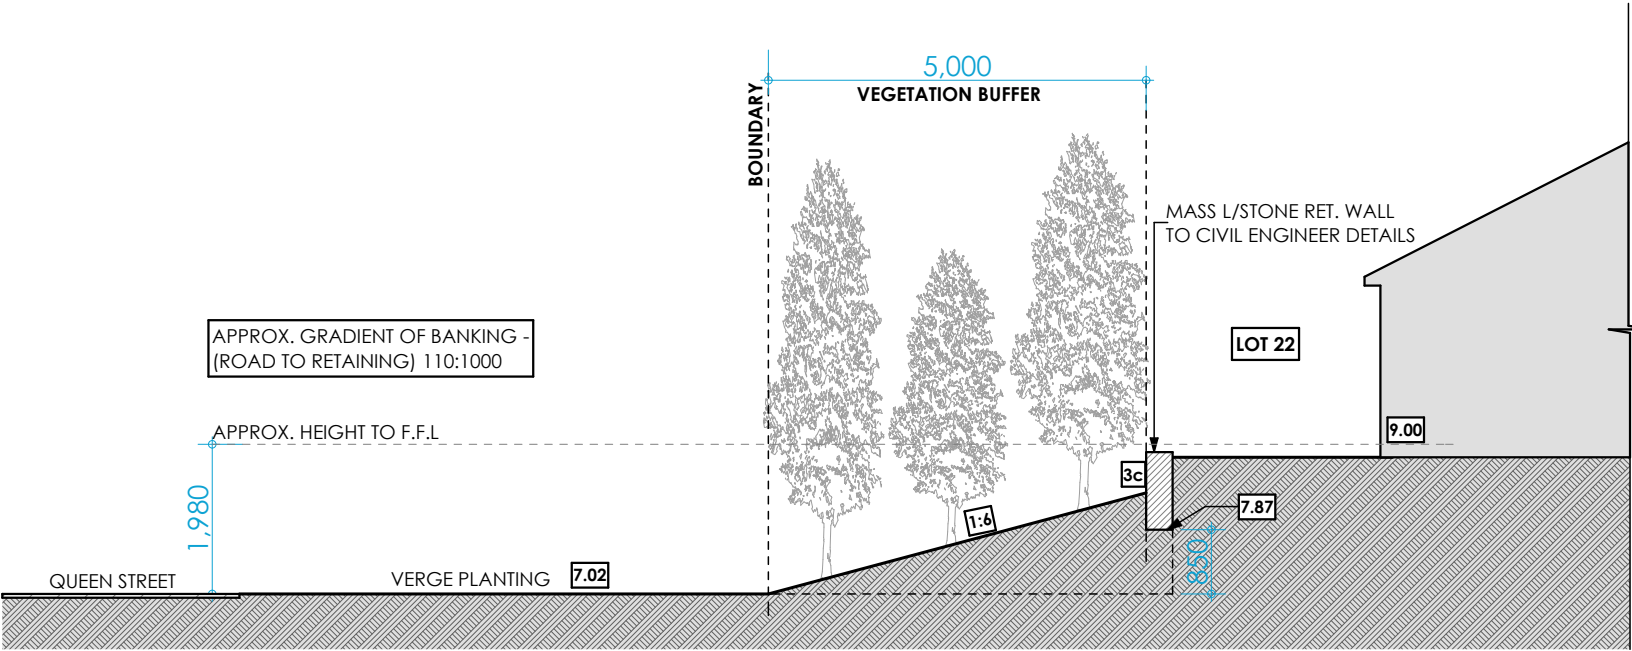 5,000
VEGETATION BUFFER
BOUNDARY
MASS L/STONE RET. WALL
TO CIVIL ENGINEER DETAILS
APPROX. GRADIENT OF BANKING -
(ROAD TO RETAINING) 110:1000
LOT 22
APPROX. HEIGHT TO F.F.L
9.00
3c
1,980
7.87
1:6
850
QUEEN STREET
VERGE PLANTING
7.02